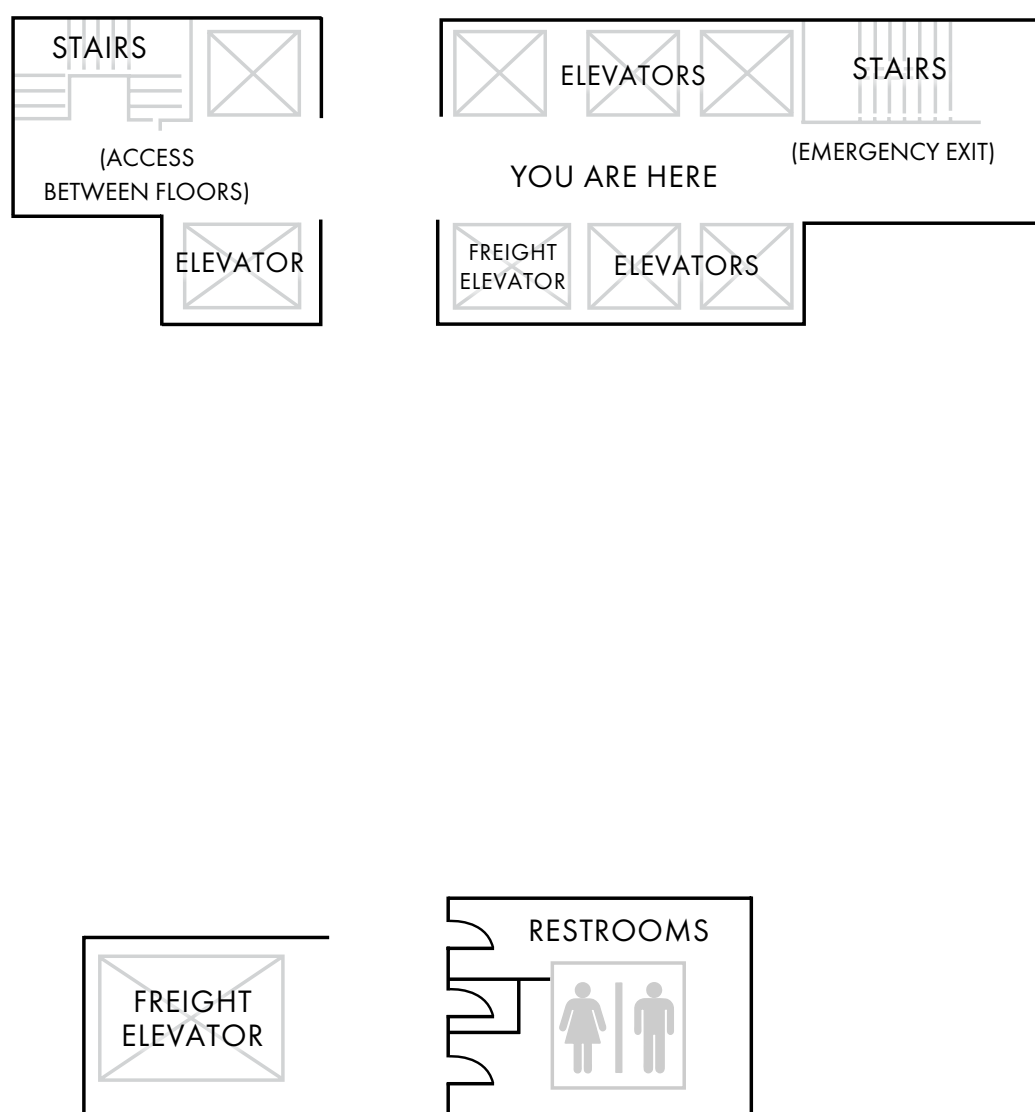 STAIRS
(ACCESS
BETWEEN FLOORS)
ELEVATOR
ELEVATORS
STAIRS
(EMERGENCY EXIT)
YOU ARE HERE
FREIGHT
ELEVATOR
ELEVATORS
FREIGHT
ELEVATOR
RESTROOMS